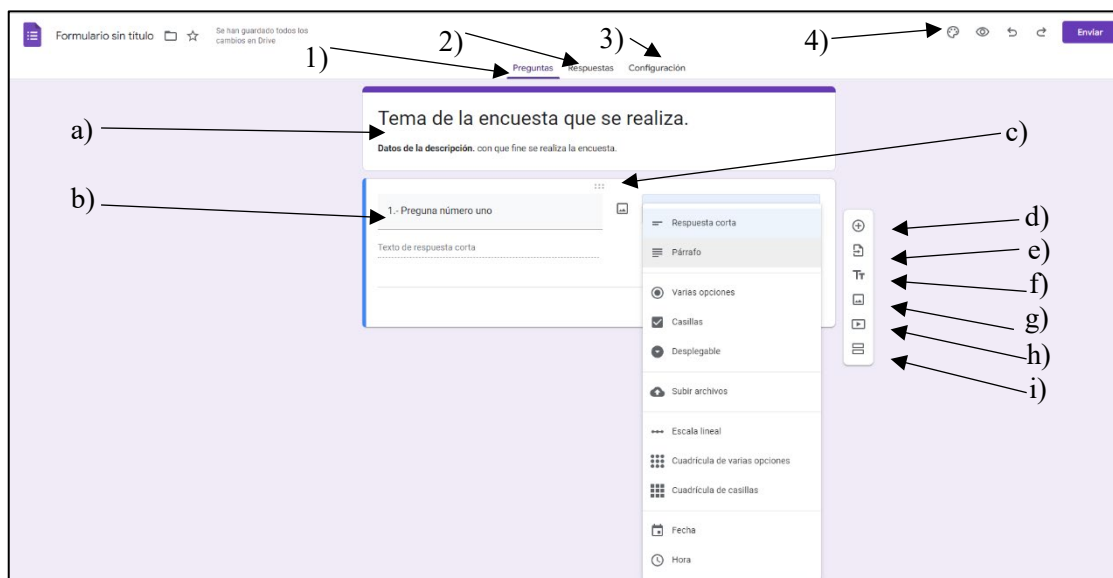 Formulario sin título
Se han guardado todos los
cambios en Drive
1)
2)
3)
4)
Enviar
Preguntas
Respuestas
Configuración
a)
Tema de la encuesta que se realiza.
Datos de la descripción. con que fine se realiza la encuesta.
c)
b)
1.- Preguna número uno
Texto de respuesta corta
Respuesta corta
Párrafo
Varias opciones
Casillas
Desplegable
Subir archivos
Escala lineal
Cuadrícula de varias opciones
Cuadrícula de casillas
Fecha
Hora
d)
e)
Tт
f)
g)
h)
i)